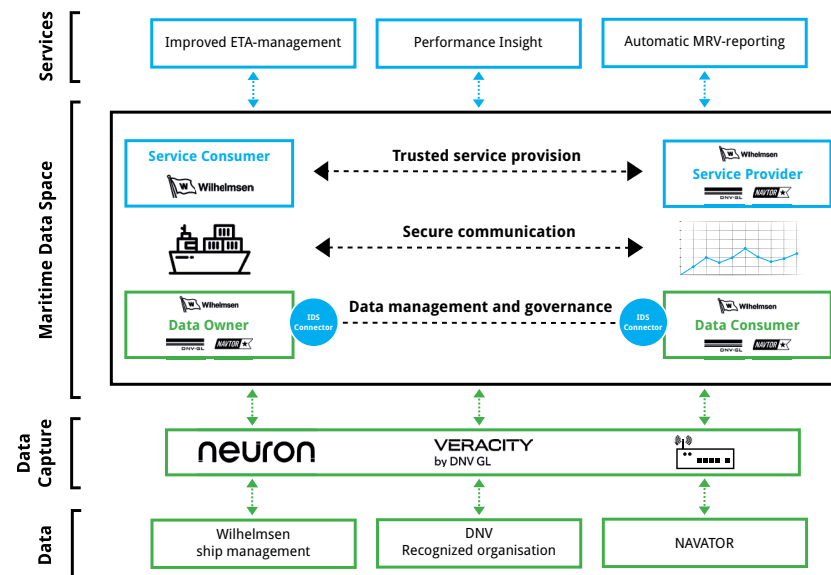 Services
Improved ETA-management
Performance Insight
Automatic MRV-reporting
Maritime Data Space
Service Consumer
W Wilhelmsen
Trusted service provision
W Wilhelmsen
Service Provider
DNV·GL NAVTOR
Secure communication
W Wilhelmsen
Data Owner
DNV·GL NAVTOR
IDS
Connector
Data management and governance
IDS
Connector
W Wilhelmsen
Data Consumer
DNV·GL NAVTOR
Data
Capture
neuron
VERACITY
by DNV GL
Data
Wilhelmsen
ship management
DNV
Recognized organisation
NAVATOR